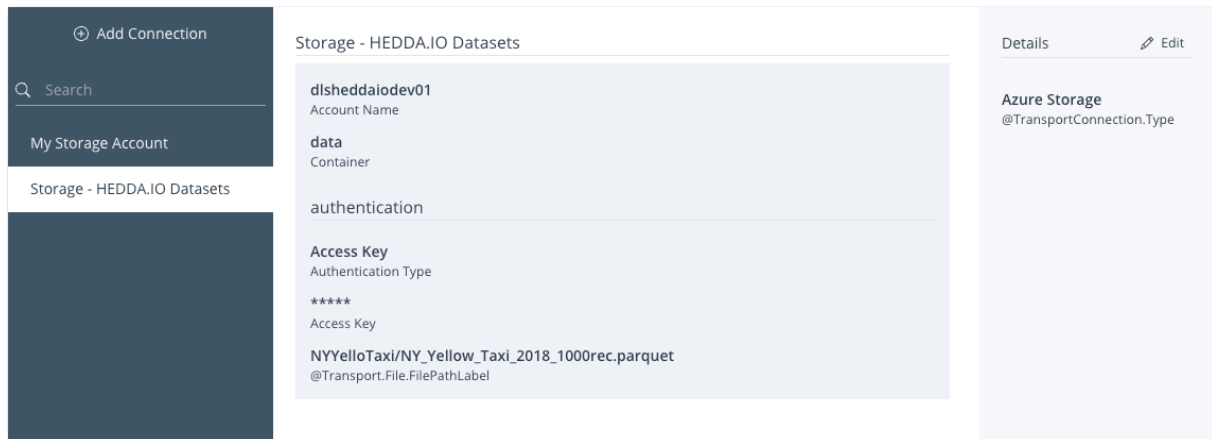 Add Connection
Search
My Storage Account
Storage - HEDDA.IO Datasets
Storage - HEDDA.IO Datasets
dlsheddaiodev01
Account Name
data
Container
authentication
Access Key
Authentication Type
*****
Access Key
NYYelloTaxi/NY_Yellow_Taxi_2018_1000rec.parquet
@Transport.File.FilePathLabel
Details
Edit
Azure Storage
@TransportConnection.Type